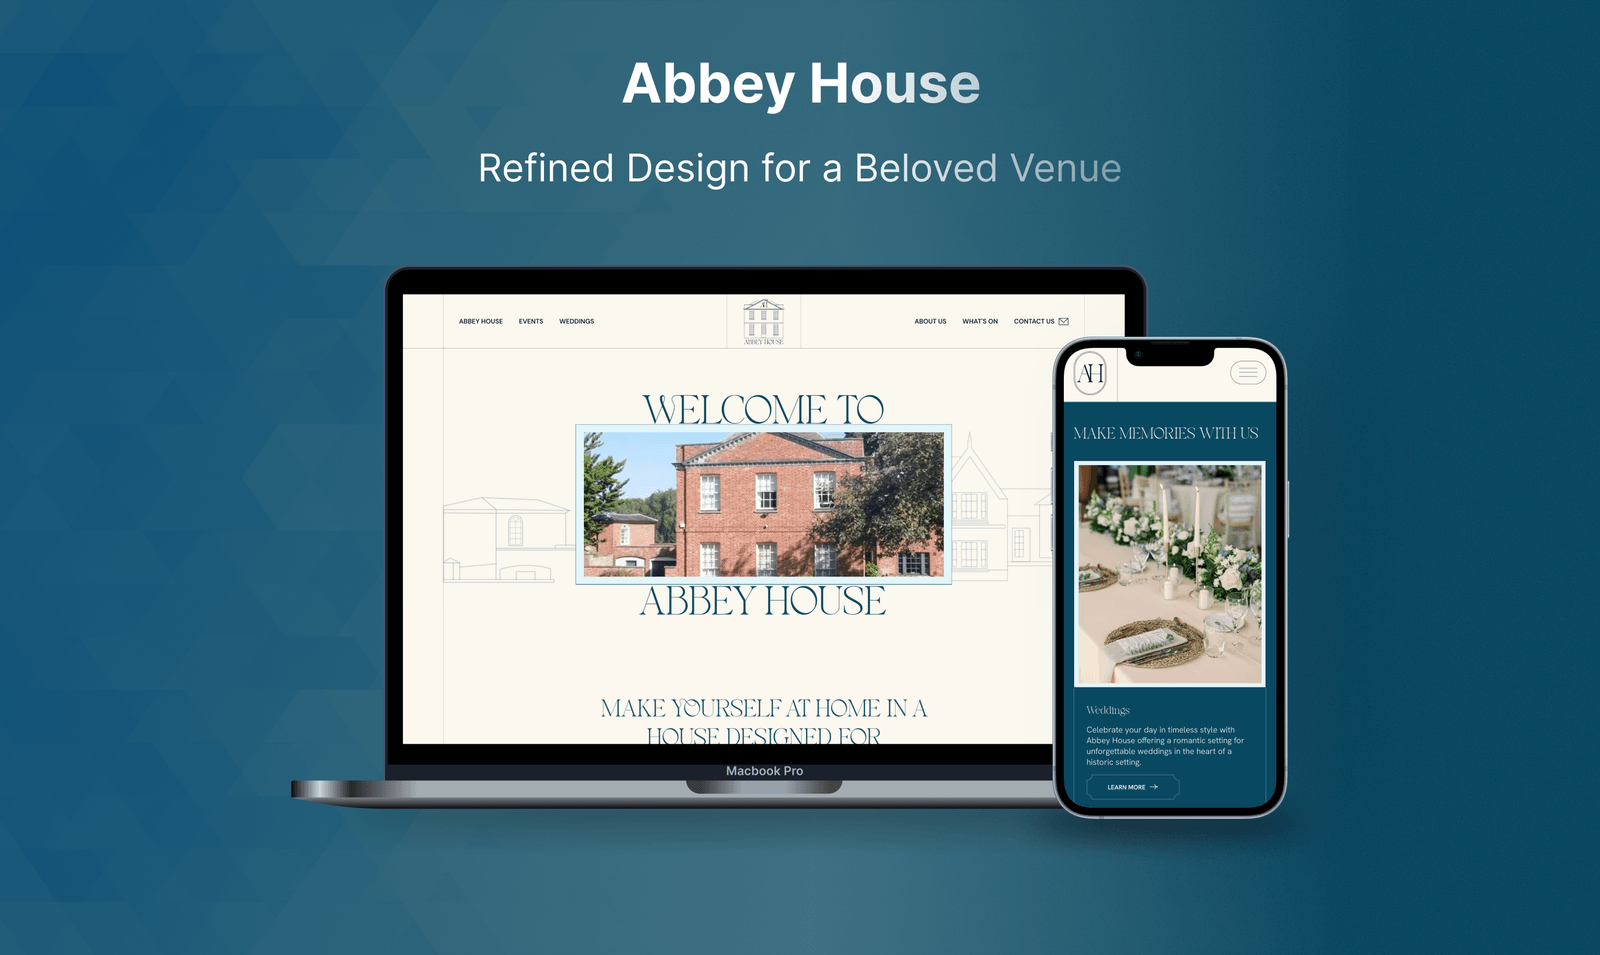 Abbey House
Refined Design for a Beloved Venue
ABBEY HOUSE
EVENTS
WEDDINGS
AH
ABBEY HOUSE
ABOUT US
WHAT'S ON
CONTACT US
WELCOME TO
ABBEY HOUSE
MAKE YOURSELF AT HOME IN A
HOUSE DESIGNED FOR
Macbook Pro
AH
MAKE MEMORIES WITH US
Weddings
Celebrate your day in timeless style with
Abbey House offering a romantic setting for
unforgettable weddings in the heart of a
historic setting.
LEARN MORE